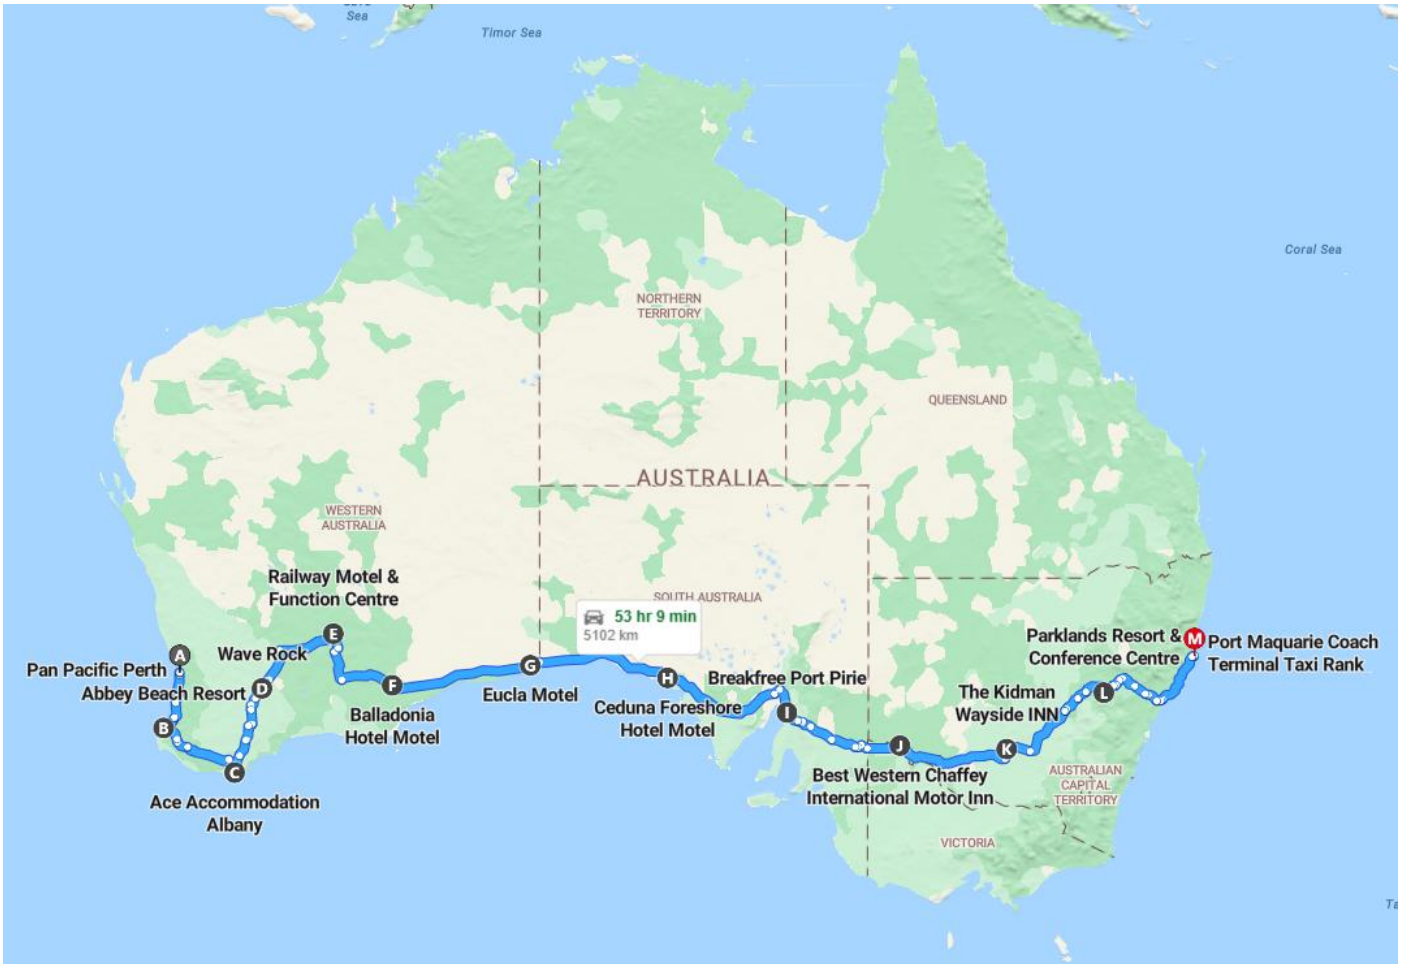 Sea
Timor Sea
Coral Sea
NORTHERN
TERRITORY
QUEENSLAND
AUSTRALIA
WESTERN
AUSTRALIA
Railway Motel &
Function Centre
SOUTH AUSTRALIA
53 hr 9 min
5102 km
E
M
Parklands Resort &
Conference Centre
Port Maquarie Coach
Terminal Taxi Rank
A
Pan Pacific Perth
Wave Rock
G
H
Breakfree Port Pirie
Abbey Beach Resort
D
F
Eucla Motel
The Kidman
Wayside INN
L
Ceduna Foreshore
Hotel Motel
Balladonia
Hotel Motel
B
I
J
K
C
Best Western Chaffey
International Motor Inn
AUSTRALIAN
CAPITAL
TERRITORY
Ace Accommodation
Albany
VICTORIA